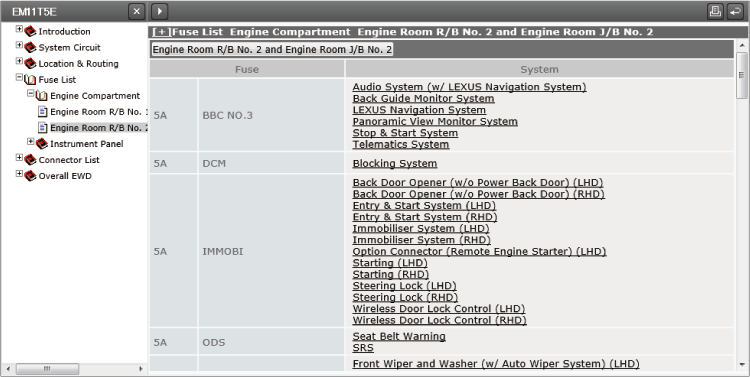 EM11T5E
Introduction
System Circuit
Location & Routing
Fuse List
Engine Compartment
Engine Room R/B No. 1
Engine Room R/B No. 2
Instrument Panel
Connector List
Overall EWD
[+]Fuse List Engine Compartment Engine Room R/B No. 2 and Engine Room J/B No. 2
Engine Room R/B No. 2 and Engine Room J/B No. 2
Fuse System
5A BBC NO.3
Audio System (w/ LEXUS Navigation System)
Back Guide Monitor System
LEXUS Navigation System
Panoramic View Monitor System
Stop & Start System
Telematics System
5A DCM Blocking System
5A IMMOBI
Back Door Opener (w/o Power Back Door) (LHD)
Back Door Opener (w/o Power Back Door) (RHD)
Entry & Start System (LHD)
Entry & Start System (RHD)
Immobiliser System (LHD)
Immobiliser System (RHD)
Option Connector (Remote Engine Starter) (LHD)
Starting (LHD)
Starting (RHD)
Steering Lock (LHD)
Steering Lock (RHD)
Wireless Door Lock Control (LHD)
Wireless Door Lock Control (RHD)
5A ODS
Seat Belt Warning
SRS
Front Wiper and Washer (w/ Auto Wiper System) (LHD)